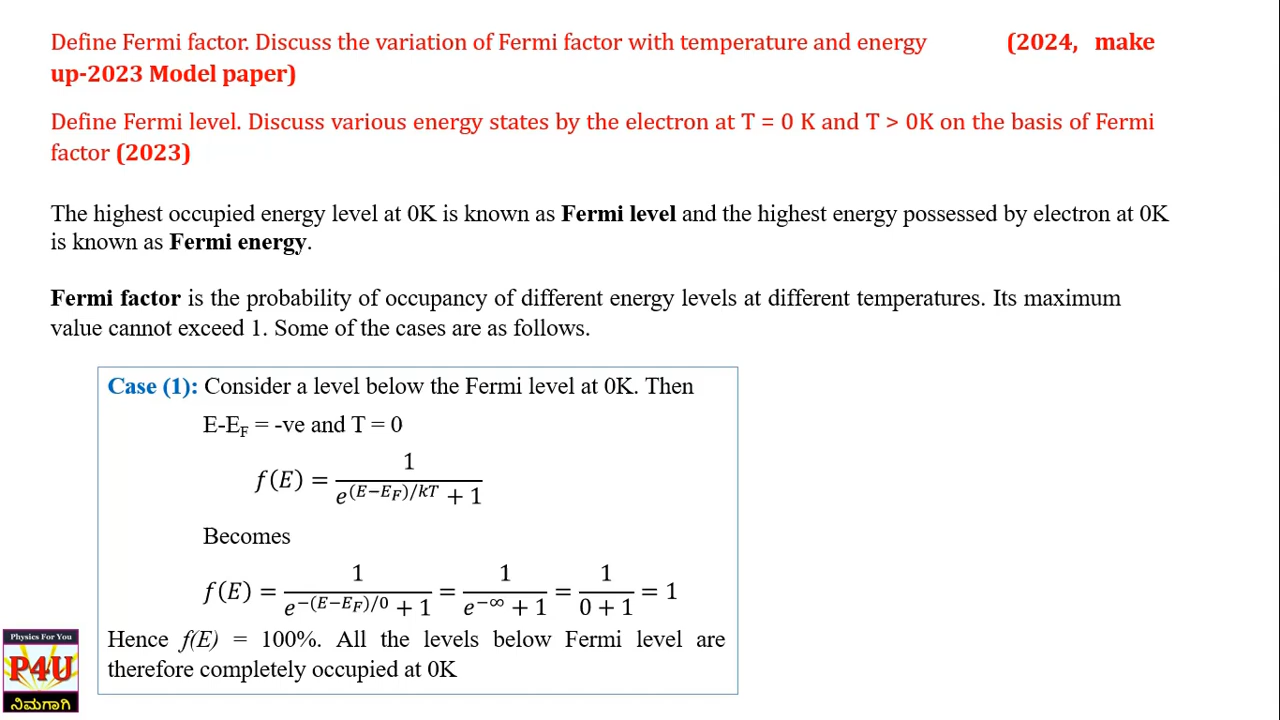 Define Fermi factor. Discuss the variation of Fermi factor with temperature and energy (2024, make
up-2023 Model paper)
Define Fermi level. Discuss various energy states by the electron at T = 0 K and T > 0K on the basis of Fermi
factor (2023)
The highest occupied energy level at 0K is known as Fermi level and the highest energy possessed by electron at 0K
is known as Fermi energy.
Fermi factor is the probability of occupancy of different energy levels at different temperatures. Its maximum
value cannot exceed 1. Some of the cases are as follows.
Case (1): Consider a level below the Fermi level at 0K. Then
E-E_F = -ve and T = 0
f(E) = 1 / (e^((E−E_F)/kT) + 1)
Becomes
f(E) = 1 / (e^(−(E−E_F)/0) + 1) = 1 / (e^(−∞) + 1) = 1 / (0 + 1) = 1
Hence f(E) = 100%. All the levels below Fermi level are
therefore completely occupied at 0K
Physics For You
P4U
ನಿಮಗಾಗಿ